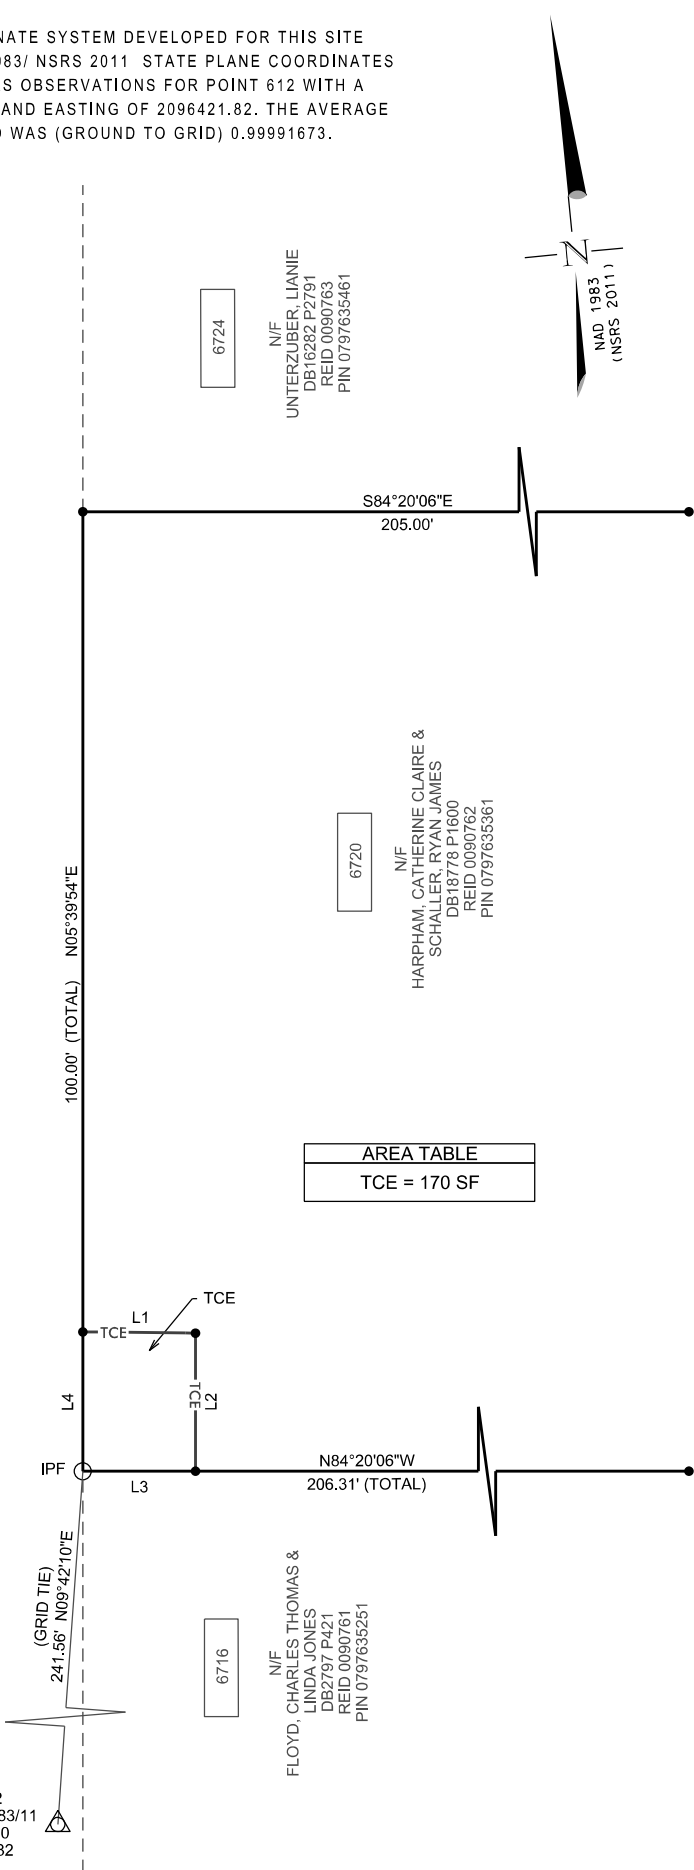 NATE SYSTEM DEVELOPED FOR THIS SITE
983/ NSRS 2011 STATE PLANE COORDINATES
S OBSERVATIONS FOR POINT 612 WITH A
AND EASTING OF 2096421.82. THE AVERAGE
WAS (GROUND TO GRID) 0.99991673.
N
NAD 1983
(NSRS 2011)
6724
N/F
UNTERZUBER, LIANIE
DB16282 P2791
REID 0090763
PIN 0797635461
S84°20'06"E
205.00'
100.00' (TOTAL) N05°39'54"E
6720
N/F
HARPHAM, CATHERINE CLAIRE &
SCHALLER, RYAN JAMES
DB18778 P1600
REID 0090762
PIN 0797635361
AREA TABLE
TCE = 170 SF
TCE
L1
TCE
L4
TCE
L2
IPF
L3
N84°20'06"W
206.31' (TOTAL)
(GRID TIE)
241.56' N09°42'10"E
6716
N/F
FLOYD, CHARLES THOMAS &
LINDA JONES
DB2797 P421
REID 0090761
PIN 0797635251
2
83/11
0
82